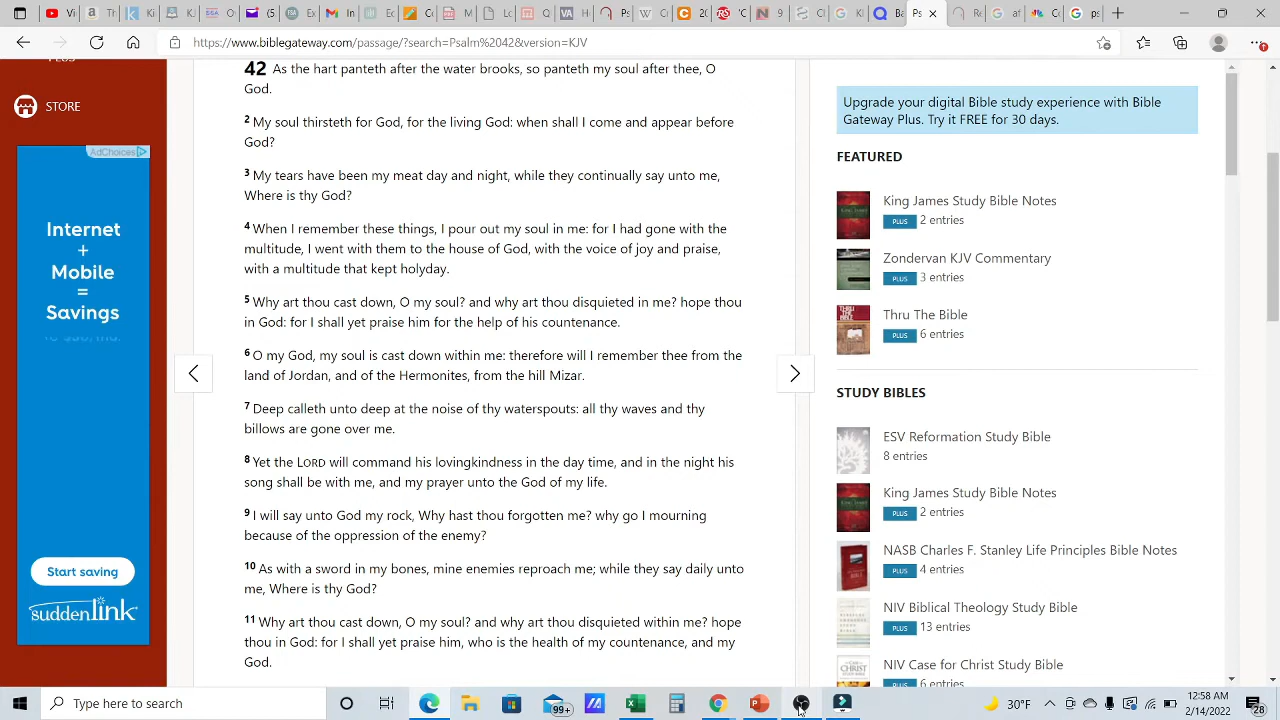 https://www.biblegateway.com/passage/?search=Psalm%2042&version=KJV
STORE
AdChoices
Internet
+
Mobile
=
Savings
Start saving
suddenlink
42 As the hart panteth after the water brooks, so panteth my soul after thee, O
God.
2 My soul thirsteth for God, for the living God: when shall I come and appear before
God?
3 My tears have been my meat day and night, while they continually say unto me,
Where is thy God?
4 When I remember these things, I pour out my soul in me: for I had gone with the
multitude, I went with them to the house of God, with the voice of joy and praise,
with a multitude that kept holyday.
5 Why art thou cast down, O my soul? and why art thou disquieted in me? hope thou
in God: for I shall yet praise him for the help of his countenance.
6 O my God, my soul is cast down within me: therefore will I remember thee from the
land of Jordan, and of the Hermonites, from the hill Mizar.
7 Deep calleth unto deep at the noise of thy waterspouts: all thy waves and thy
billows are gone over me.
8 Yet the LORD will command his lovingkindness in the day time, and in the night his
song shall be with me, and my prayer unto the God of my life.
9 I will say unto God my rock, Why hast thou forgotten me? why go I mourning
because of the oppression of the enemy?
10 As with a sword in my bones, mine enemies reproach me; while they say daily unto
me, Where is thy God?
11 Why art thou cast down, O my soul? and why art thou disquieted within me? hope
thou in God: for I shall yet praise him, who is the health of my countenance, and my
God.
Upgrade your digital Bible study experience with Bible
Gateway Plus. Try it FREE for 30 days.
FEATURED
King James Study Bible Notes
PLUS 2 entries
Zondervan KJV Commentary
PLUS 3 entries
Thru The Bible
PLUS 6 entries
STUDY BIBLES
ESV Reformation Study Bible
8 entries
King James Study Bible Notes
PLUS 2 entries
NASB Charles F. Stanley Life Principles Bible Notes
PLUS 4 entries
NIV Biblical Theology Study Bible
PLUS 13 entries
NIV Case for Christ Study Bible
Type here to search
99+
30°F
12:58 AM